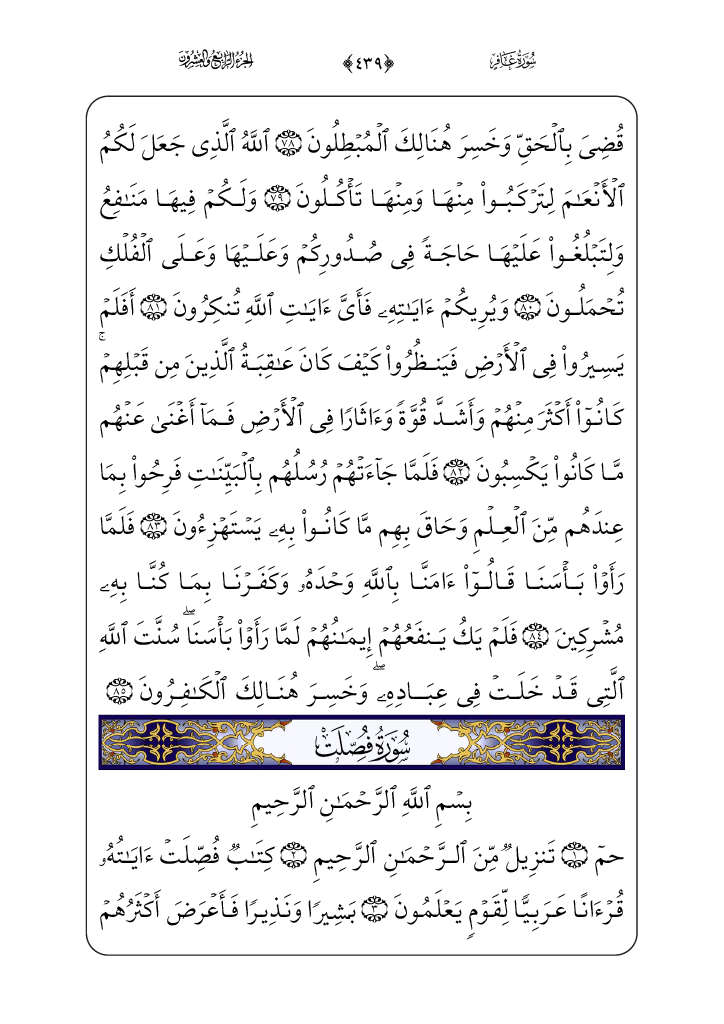 سُورَةُ غَافِرٍ ﴿٤٣٩﴾ الجُزْءُ الرَّابِعُ وَالعِشْرُونَ
قُضِيَ بِٱلۡحَقِّ وَخَسِرَ هُنَالِكَ ٱلۡمُبۡطِلُونَ ٧٨ ٱللَّهُ ٱلَّذِى جَعَلَ لَكُمُ
ٱلۡأَنۡعَٰمَ لِتَرۡكَبُواْ مِنۡهَا وَمِنۡهَا تَأۡكُلُونَ ٧٩ وَلَكُمۡ فِيهَا مَنَٰفِعُ
وَلِتَبۡلُغُواْ عَلَيۡهَا حَاجَةٗ فِى صُدُورِكُمۡ وَعَلَيۡهَا وَعَلَى ٱلۡفُلۡكِ
تُحۡمَلُونَ ٨٠ وَيُرِيكُمۡ ءَايَٰتِهِۦ فَأَىَّ ءَايَٰتِ ٱللَّهِ تُنكِرُونَ ٨١ أَفَلَمۡ
يَسِيرُواْ فِى ٱلۡأَرۡضِ فَيَنظُرُواْ كَيۡفَ كَانَ عَٰقِبَةُ ٱلَّذِينَ مِن قَبۡلِهِمۡۚ
كَانُوٓاْ أَكۡثَرَ مِنۡهُمۡ وَأَشَدَّ قُوَّةٗ وَءَاثَارٗا فِى ٱلۡأَرۡضِ فَمَآ أَغۡنَىٰ عَنۡهُم
مَّا كَانُواْ يَكۡسِبُونَ ٨٢ فَلَمَّا جَآءَتۡهُمۡ رُسُلُهُم بِٱلۡبَيِّنَٰتِ فَرِحُواْ بِمَا
عِندَهُم مِّنَ ٱلۡعِلۡمِ وَحَاقَ بِهِم مَّا كَانُواْ بِهِۦ يَسۡتَهۡزِءُونَ ٨٣ فَلَمَّا
رَأَوۡاْ بَأۡسَنَا قَالُوٓاْ ءَامَنَّا بِٱللَّهِ وَحۡدَهُۥ وَكَفَرۡنَا بِمَا كُنَّا بِهِۦ
مُشۡرِكِينَ ٨٤ فَلَمۡ يَكُ يَنفَعُهُمۡ إِيمَٰنُهُمۡ لَمَّا رَأَوۡاْ بَأۡسَنَاۖ سُنَّتَ ٱللَّهِ
ٱلَّتِى قَدۡ خَلَتۡ فِى عِبَادِهِۦۖ وَخَسِرَ هُنَالِكَ ٱلۡكَٰفِرُونَ ٨٥
سُورَةُ فُصِّلَتۡ
بِسۡمِ ٱللَّهِ ٱلرَّحۡمَٰنِ ٱلرَّحِيمِ
حمٓ ١ تَنزِيلٞ مِّنَ ٱلرَّحۡمَٰنِ ٱلرَّحِيمِ ٢ كِتَٰبٞ فُصِّلَتۡ ءَايَٰتُهُۥ
قُرۡءَانًا عَرَبِيّٗا لِّقَوۡمٖ يَعۡلَمُونَ ٣ بَشِيرٗا وَنَذِيرٗا فَأَعۡرَضَ أَكۡثَرُهُمۡ